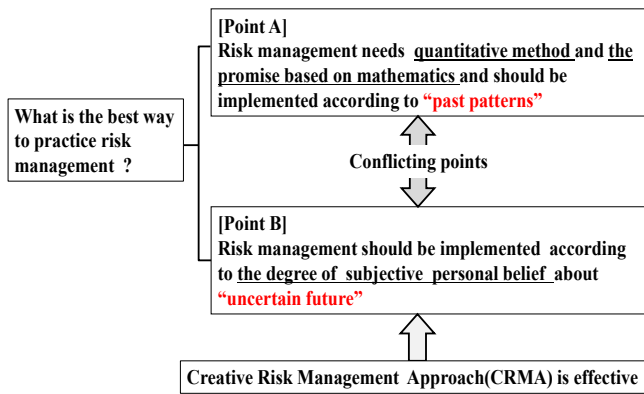 [Point A]
Risk management needs quantitative method and the
promise based on mathematics and should be
implemented according to “past patterns”
What is the best way
to practice risk
management ?
Conflicting points
[Point B]
Risk management should be implemented according
to the degree of subjective personal belief about
“uncertain future”
Creative Risk Management Approach(CRMA) is effective